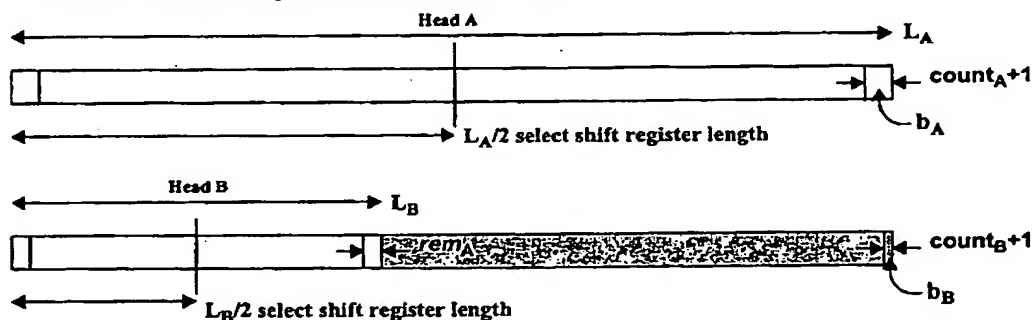 Head A
L_A
count_A+1
b_A
L_A/2 select shift register length
Head B
L_B
rem_A
count_B+1
b_B
L_B/2 select shift register length